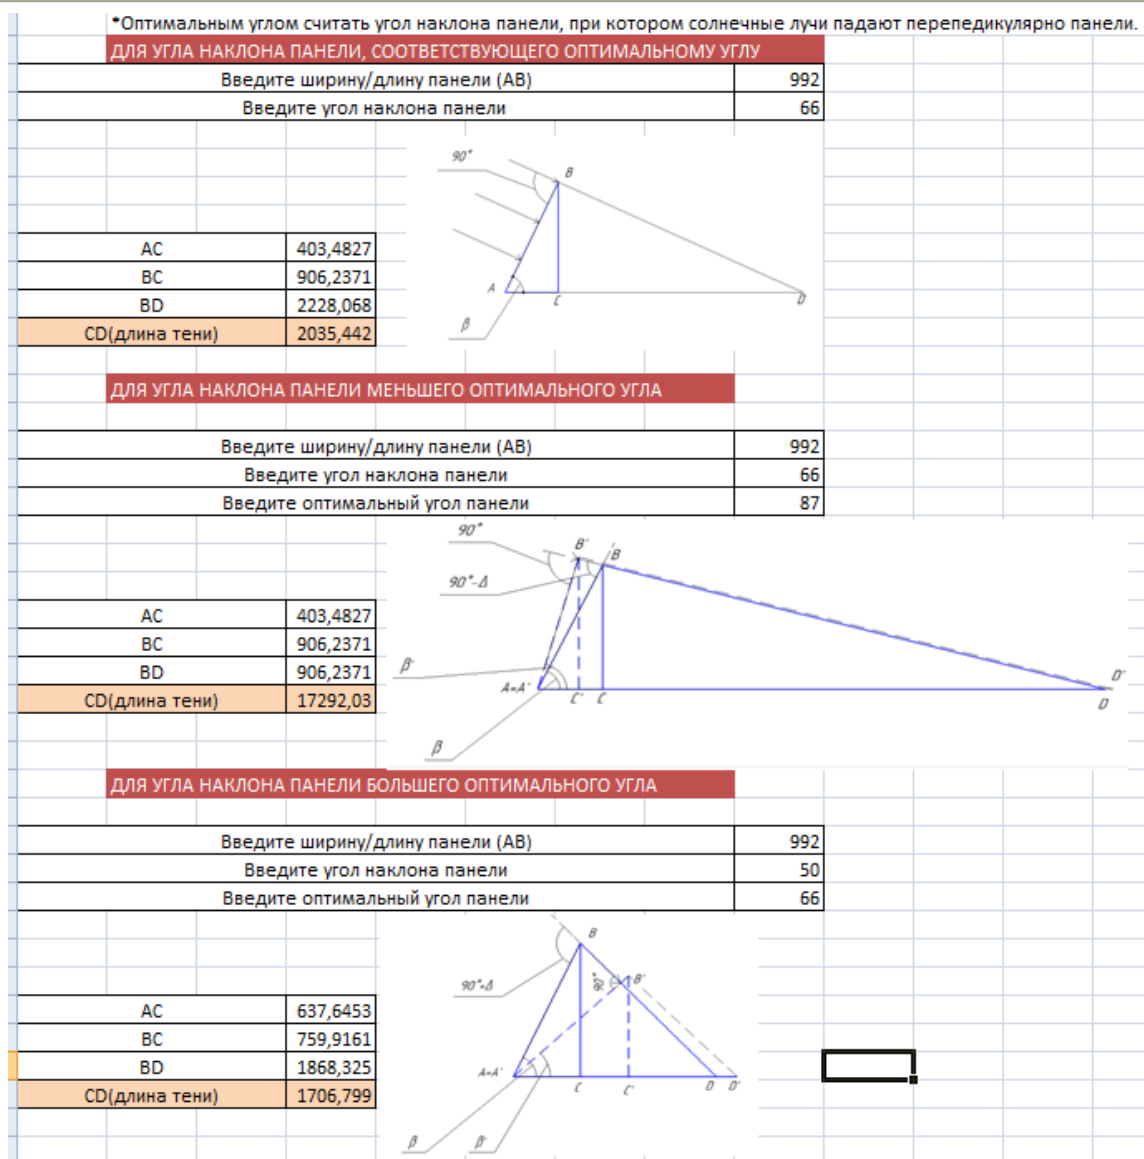 *Оптимальным углом считать угол наклона панели, при котором солнечные лучи падают перепедикулярно панели.
ДЛЯ УГЛА НАКЛОНА ПАНЕЛИ, СООТВЕТСТВУЮЩЕГО ОПТИМАЛЬНОМУ УГЛУ
Введите ширину/длину панели (АВ) 992
Введите угол наклона панели 66
90°
B
A
C
D
β
AC 403,4827
BC 906,2371
BD 2228,068
CD(длина тени) 2035,442
ДЛЯ УГЛА НАКЛОНА ПАНЕЛИ МЕНЬШЕГО ОПТИМАЛЬНОГО УГЛА
Введите ширину/длину панели (АВ) 992
Введите угол наклона панели 66
Введите оптимальный угол панели 87
90°
B'
B
90°-Δ
β'
A=A'
C'
C
D'
D
β
AC 403,4827
BC 906,2371
BD 906,2371
CD(длина тени) 17292,03
ДЛЯ УГЛА НАКЛОНА ПАНЕЛИ БОЛЬШЕГО ОПТИМАЛЬНОГО УГЛА
Введите ширину/длину панели (АВ) 992
Введите угол наклона панели 50
Введите оптимальный угол панели 66
B
90°+Δ
90°
B'
A=A'
C
C'
D
D'
β
β'
AC 637,6453
BC 759,9161
BD 1868,325
CD(длина тени) 1706,799